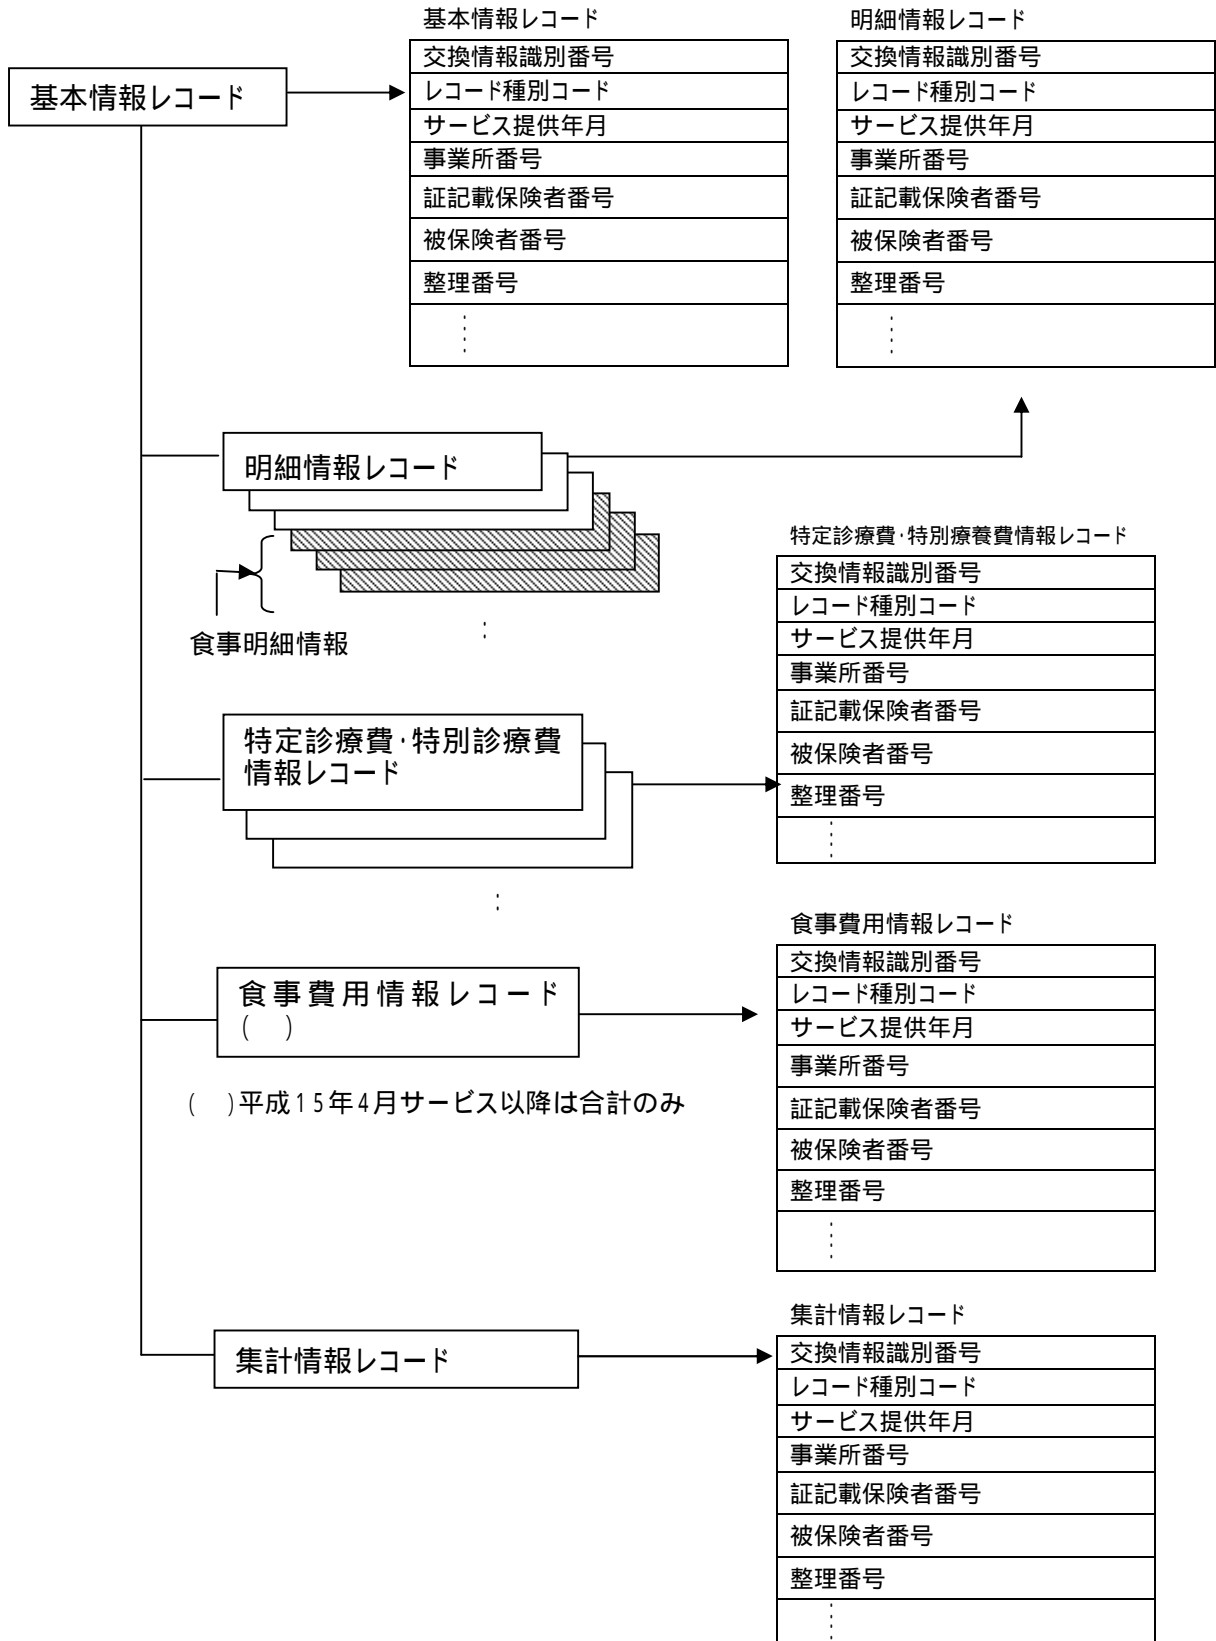 基本情報レコード
基本情報レコード
交換情報識別番号
レコード種別コード
サービス提供年月
事業所番号
証記載保険者番号
被保険者番号
整理番号
明細情報レコード
交換情報識別番号
レコード種別コード
サービス提供年月
事業所番号
証記載保険者番号
被保険者番号
整理番号
明細情報レコード
食事明細情報
特定診療費・特別診療費
情報レコード
特定診療費・特別療養費情報レコード
交換情報識別番号
レコード種別コード
サービス提供年月
事業所番号
証記載保険者番号
被保険者番号
整理番号
食事費用情報レコード
( )
( )平成15年4月サービス以降は合計のみ
食事費用情報レコード
交換情報識別番号
レコード種別コード
サービス提供年月
事業所番号
証記載保険者番号
被保険者番号
整理番号
集計情報レコード
集計情報レコード
交換情報識別番号
レコード種別コード
サービス提供年月
事業所番号
証記載保険者番号
被保険者番号
整理番号